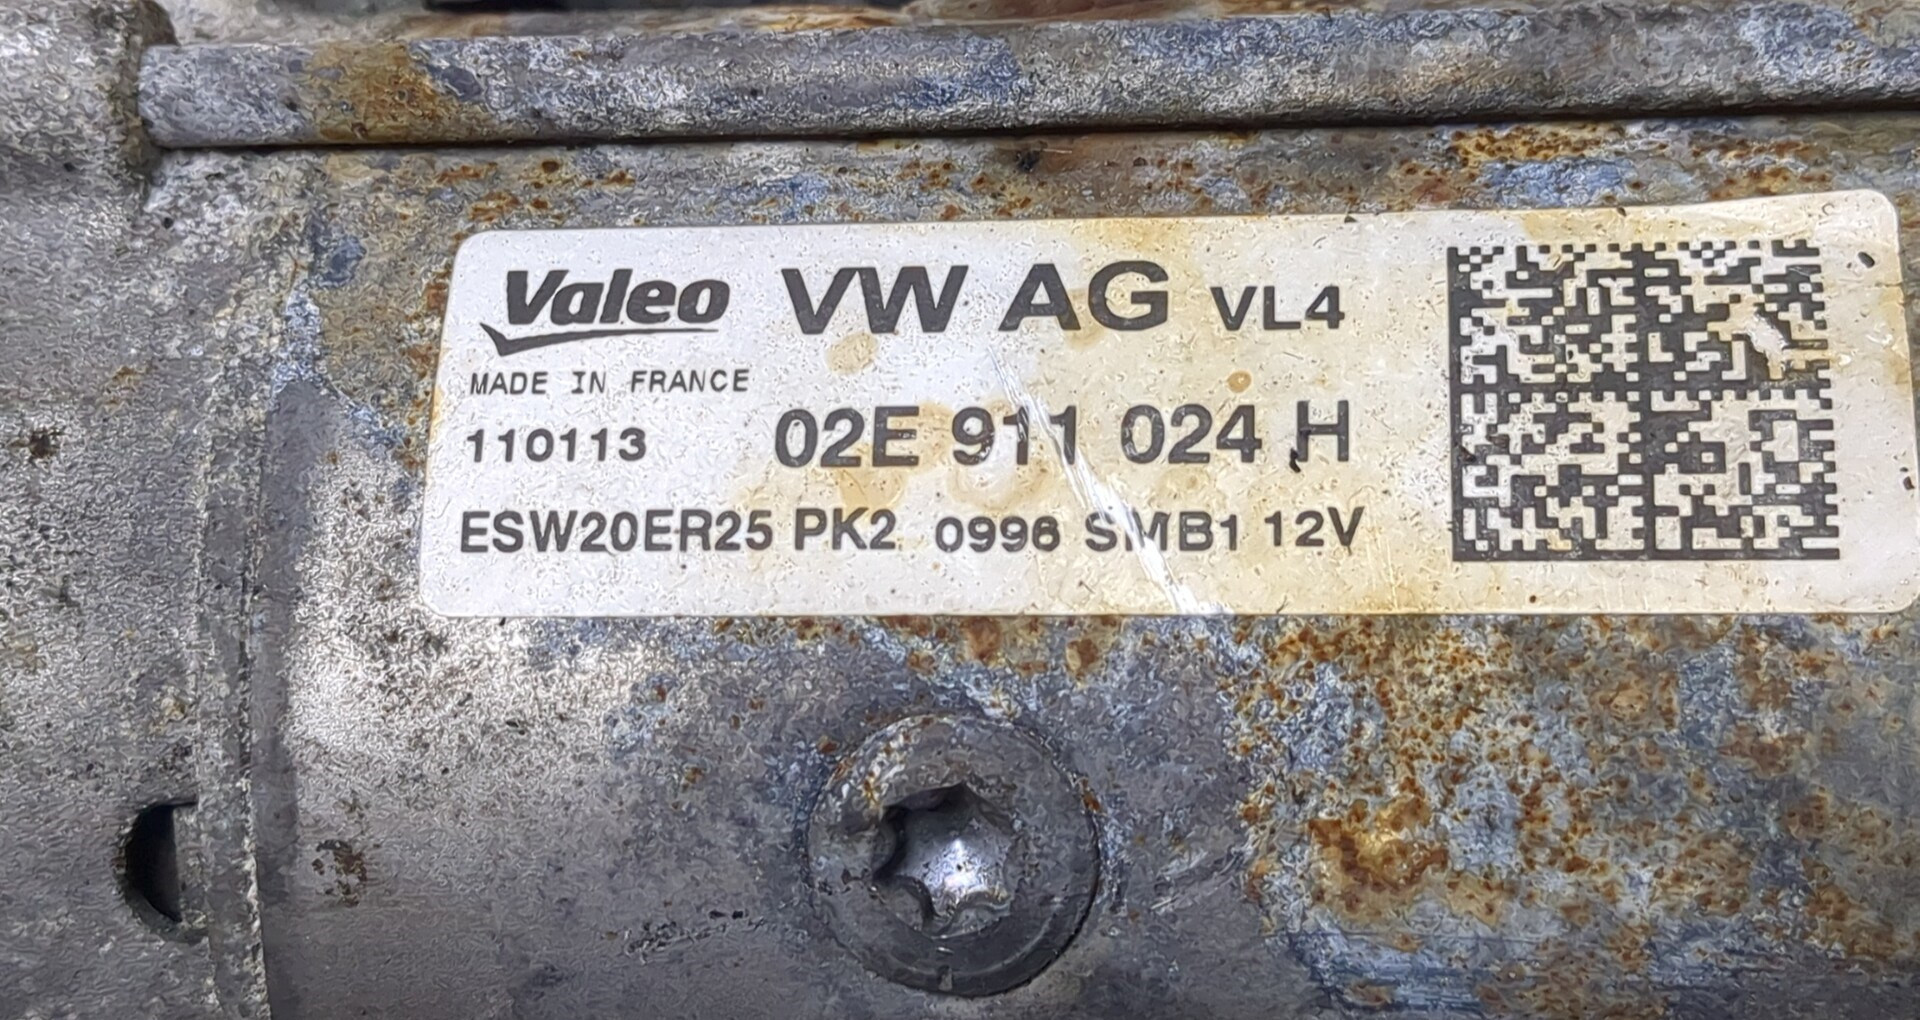 Valeo VW AG VL4
MADE IN FRANCE
110113 02E 911 024 H
ESW20ER25 PK2 0996 SMB1 12V